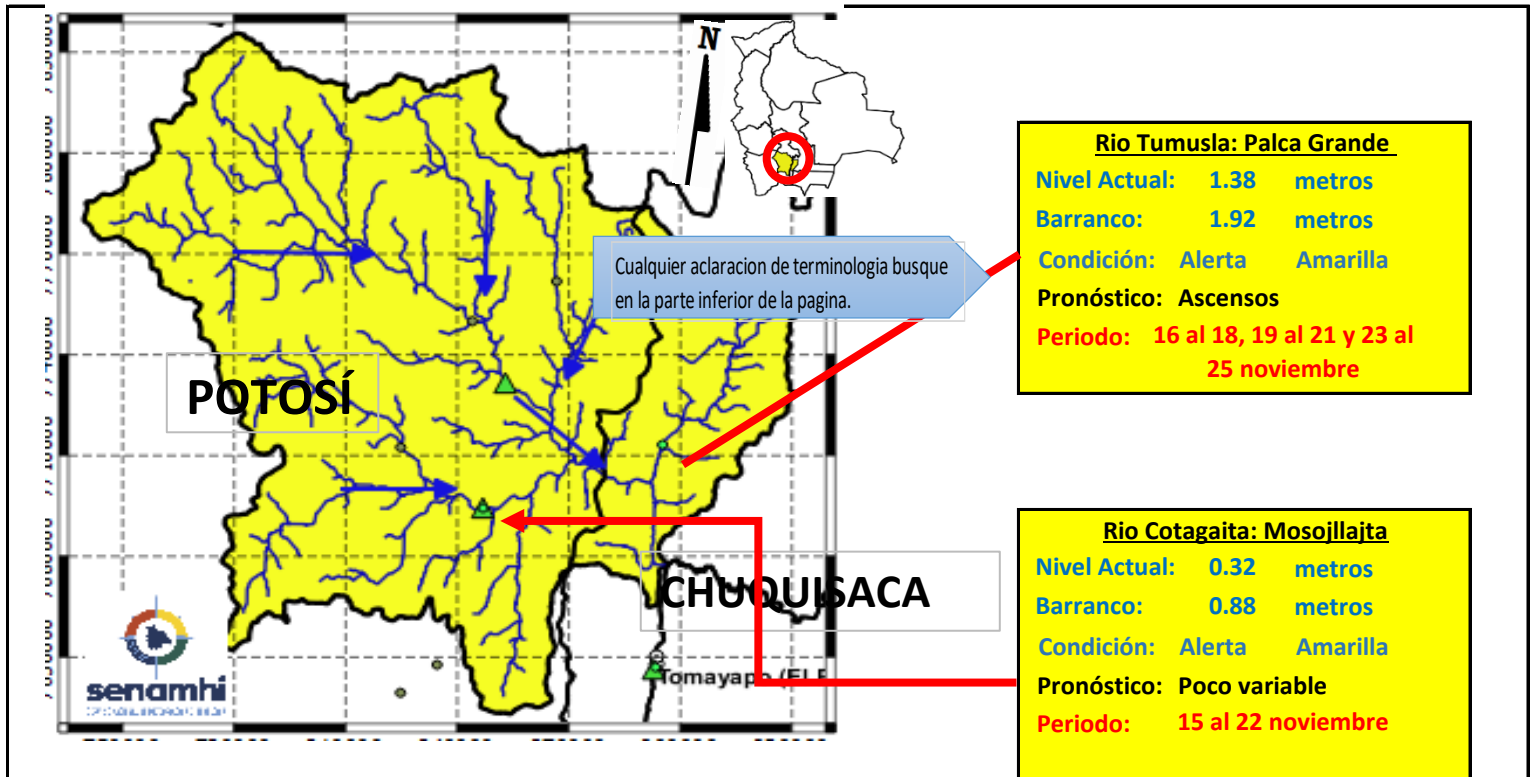 N
Cualquier aclaracion de terminologia busque
en la parte inferior de la pagina.
POTOSÍ
CHUQUISACA
senamhi
Rio Tumusla: Palca Grande
Nivel Actual: 1.38 metros
Barranco: 1.92 metros
Condición: Alerta Amarilla
Pronóstico: Ascensos
Periodo: 16 al 18, 19 al 21 y 23 al
25 noviembre
Rio Cotagaita: Mosojllajta
Nivel Actual: 0.32 metros
Barranco: 0.88 metros
Condición: Alerta Amarilla
Pronóstico: Poco variable
Periodo: 15 al 22 noviembre